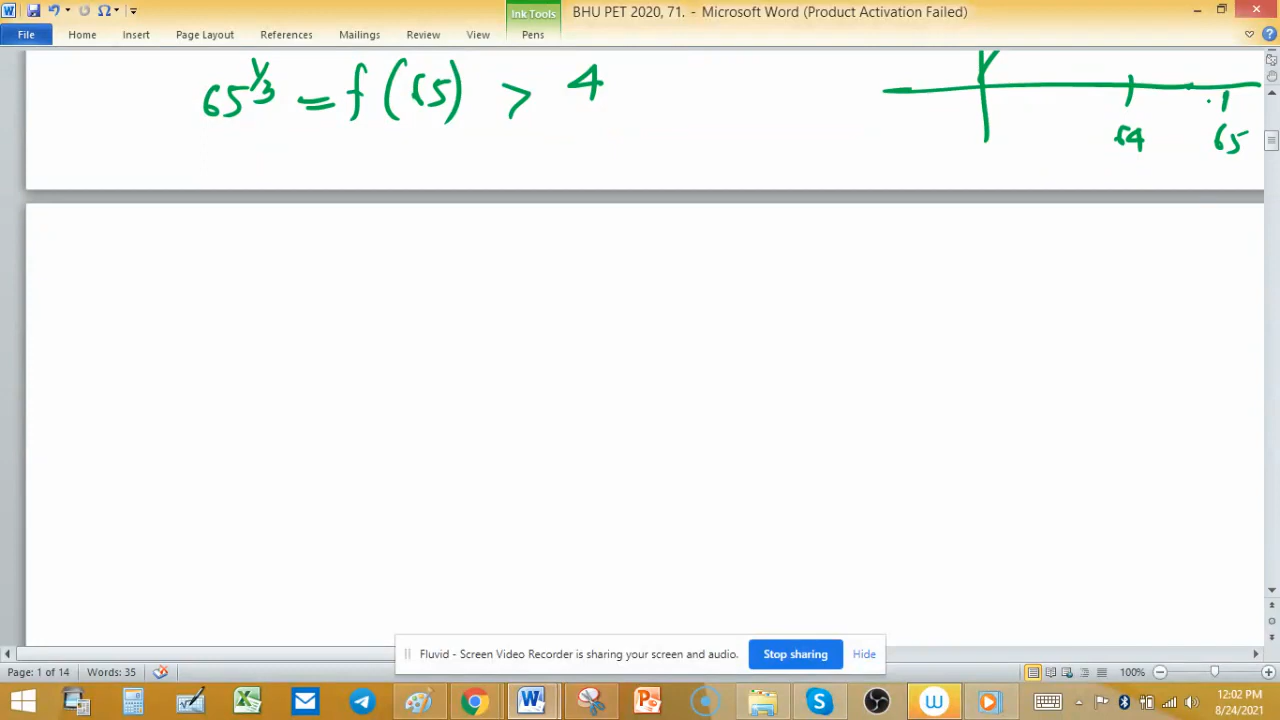 Ink Tools
BHU PET 2020, 71. - Microsoft Word (Product Activation Failed)
File Home Insert Page Layout References Mailings Review View Pens
65^1/3 = f(65) > 4
64 65
Fluvid - Screen Video Recorder is sharing your screen and audio. Stop sharing Hide
Page: 1 of 14 Words: 35 100%
12:02 PM
8/24/2021